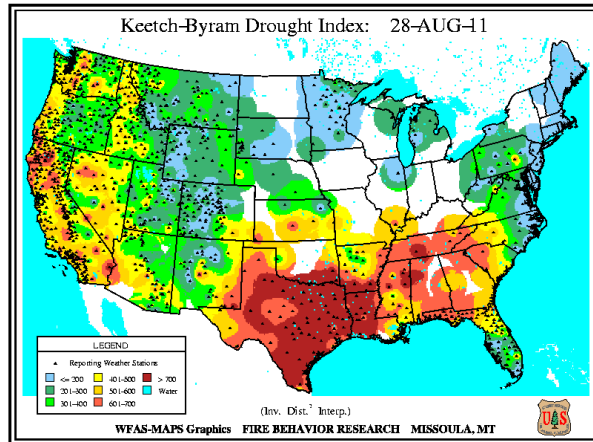 Keetch-Byram Drought Index: 28-AUG-11
LEGEND
Reporting Weather Stations
<= 200 401-500 > 700
201-300 501-600 Water
301-400 601-700
(Inv. Dist.² Interp.)
WFAS-MAPS Graphics FIRE BEHAVIOR RESEARCH MISSOULA, MT
U S